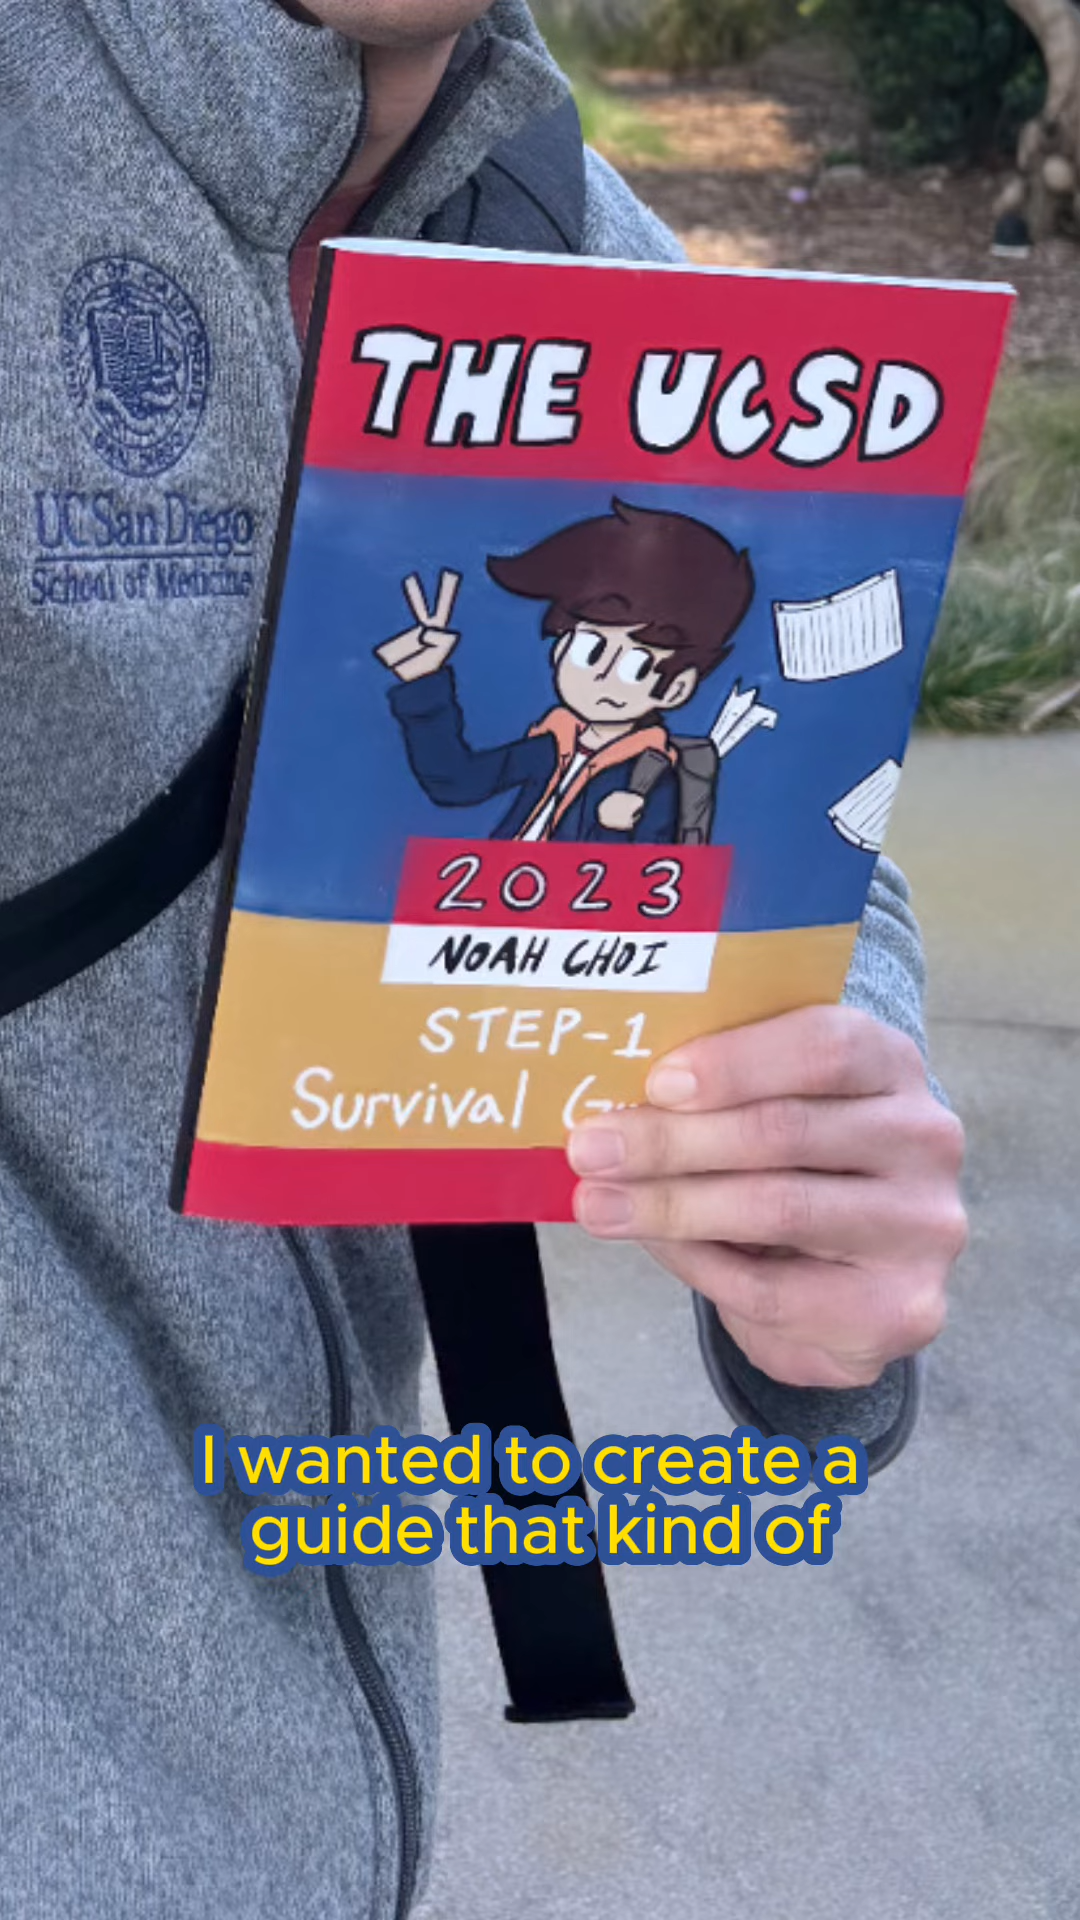 UC San Diego
School of Medicine
THE UCSD
2023
NOAH CHOI
STEP-1
Survival
I wanted to create a
guide that kind of